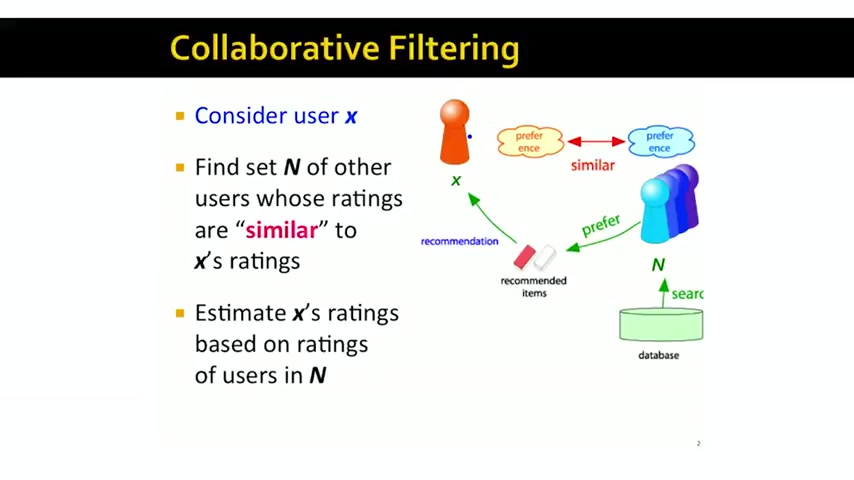 Collaborative Filtering
Consider user x
Find set N of other
users whose ratings
are “similar” to
x’s ratings
Estimate x’s ratings
based on ratings
of users in N
prefer
ence
prefer
ence
similar
x
prefer
recommendation
N
recommended
items
searc
database
2